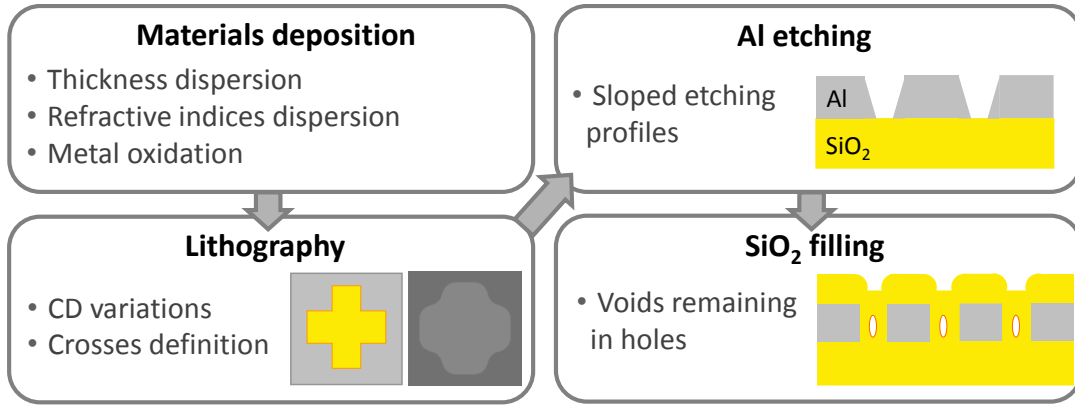 Materials deposition
• Thickness dispersion
• Refractive indices dispersion
• Metal oxidation
Lithography
• CD variations
• Crosses definition
Al etching
• Sloped etching
profiles
Al
SiO₂
SiO₂ filling
• Voids remaining
in holes